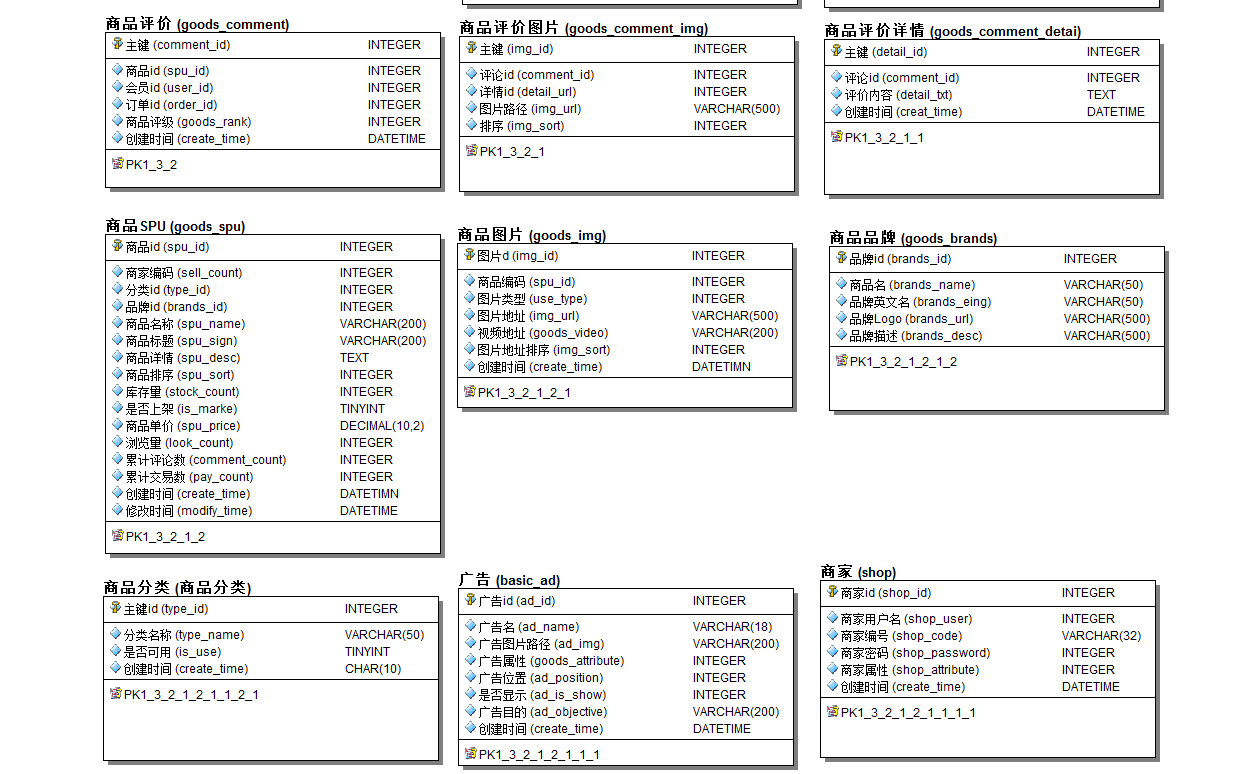 商品评价 (goods_comment)
主键 (comment_id) INTEGER
商品id (spu_id) INTEGER
会员id (user_id) INTEGER
订单id (order_id) INTEGER
商品评级 (goods_rank) INTEGER
创建时间 (create_time) DATETIME
PK1_3_2
商品评价图片 (goods_comment_img)
主键 (img_id) INTEGER
评论id (comment_id) INTEGER
详情id (detail_url) INTEGER
图片路径 (img_url) VARCHAR(500)
排序 (img_sort) INTEGER
PK1_3_2_1
商品评价详情 (goods_comment_detai)
主键 (detail_id) INTEGER
评论id (comment_id) INTEGER
评价内容 (detail_txt) TEXT
创建时间 (creat_time) DATETIME
PK1_3_2_1_1
商品SPU (goods_spu)
商品id (spu_id) INTEGER
商家编码 (sell_count) INTEGER
分类id (type_id) INTEGER
品牌id (brands_id) INTEGER
商品名称 (spu_name) VARCHAR(200)
商品标题 (spu_sign) VARCHAR(200)
商品详情 (spu_desc) TEXT
商品排序 (spu_sort) INTEGER
库存量 (stock_count) INTEGER
是否上架 (is_marke) TINYINT
商品单价 (spu_price) DECIMAL(10,2)
浏览量 (look_count) INTEGER
累计评论数 (comment_count) INTEGER
累计交易数 (pay_count) INTEGER
创建时间 (create_time) DATETIMN
修改时间 (modify_time) DATETIME
PK1_3_2_1_2
商品图片 (goods_img)
图片d (img_id) INTEGER
商品编码 (spu_id) INTEGER
图片类型 (use_type) INTEGER
图片地址 (img_url) VARCHAR(500)
视频地址 (goods_video) VARCHAR(200)
图片地址排序 (img_sort) INTEGER
创建时间 (create_time) DATETIMN
PK1_3_2_1_2_1
商品品牌 (goods_brands)
品牌id (brands_id) INTEGER
商品名 (brands_name) VARCHAR(50)
品牌英文名 (brands_eing) VARCHAR(50)
品牌Logo (brands_url) VARCHAR(500)
品牌描述 (brands_desc) VARCHAR(500)
PK1_3_2_1_2_1_2
商品分类 (商品分类)
主键id (type_id) INTEGER
分类名称 (type_name) VARCHAR(50)
是否可用 (is_use) TINYINT
创建时间 (create_time) CHAR(10)
PK1_3_2_1_2_1_1_2_1
广告 (basic_ad)
广告id (ad_id) INTEGER
广告名 (ad_name) VARCHAR(18)
广告图片路径 (ad_img) VARCHAR(200)
广告属性 (goods_attribute) INTEGER
广告位置 (ad_position) INTEGER
是否显示 (ad_is_show) INTEGER
广告目的 (ad_objective) VARCHAR(200)
创建时间 (create_time) DATETIME
PK1_3_2_1_2_1_1_1
商家 (shop)
商家id (shop_id) INTEGER
商家用户名 (shop_user) INTEGER
商家编号 (shop_code) VARCHAR(32)
商家密码 (shop_password) INTEGER
商家属性 (shop_attribute) INTEGER
创建时间 (create_time) DATETIME
PK1_3_2_1_2_1_1_1_1